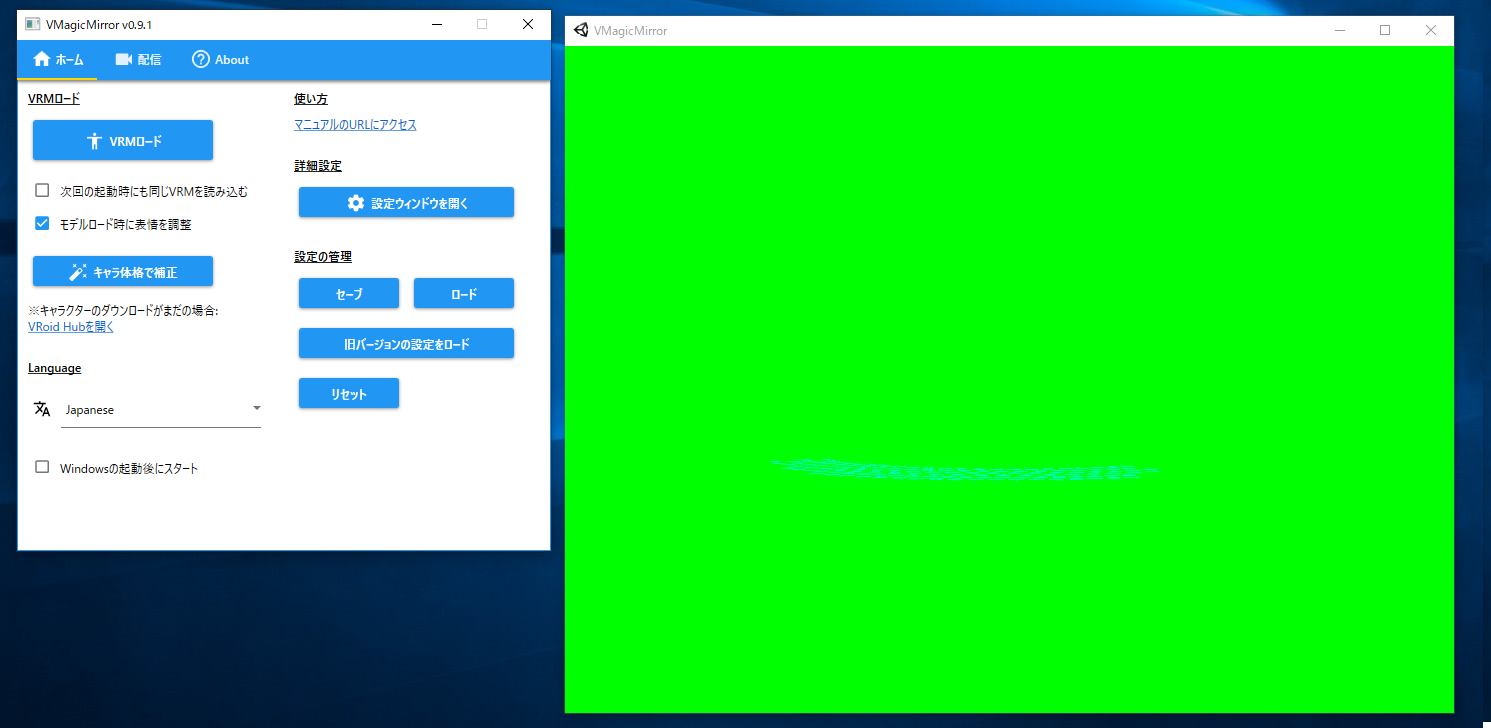 VMagicMirror v0.9.1
ホーム
配信
About
VRMロード
VRMロード
次回の起動時にも同じVRMを読み込む
モデルロード時に表情を調整
キャラ体格で補正
※キャラクターのダウンロードがまだの場合:
VRoid Hubを開く
Language
Japanese
Windowsの起動後にスタート
使い方
マニュアルのURLにアクセス
詳細設定
設定ウィンドウを開く
設定の管理
セーブ
ロード
旧バージョンの設定をロード
リセット
VMagicMirror